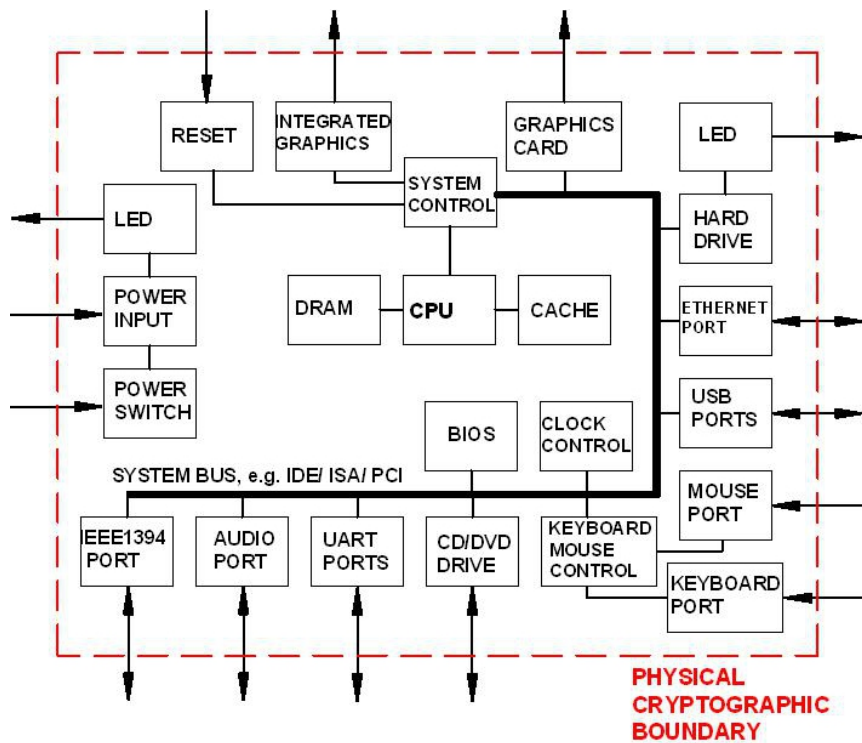 RESET
INTEGRATED
GRAPHICS
GRAPHICS
CARD
LED
SYSTEM
CONTROL
LED
HARD
DRIVE
POWER
INPUT
DRAM
CPU
CACHE
ETHERNET
PORT
POWER
SWITCH
USB
PORTS
BIOS
CLOCK
CONTROL
SYSTEM BUS, e.g. IDE/ ISA/ PCI
MOUSE
PORT
IEEE1394
PORT
AUDIO
PORT
UART
PORTS
CD/DVD
DRIVE
KEYBOARD
MOUSE
CONTROL
KEYBOARD
PORT
PHYSICAL
CRYPTOGRAPHIC
BOUNDARY